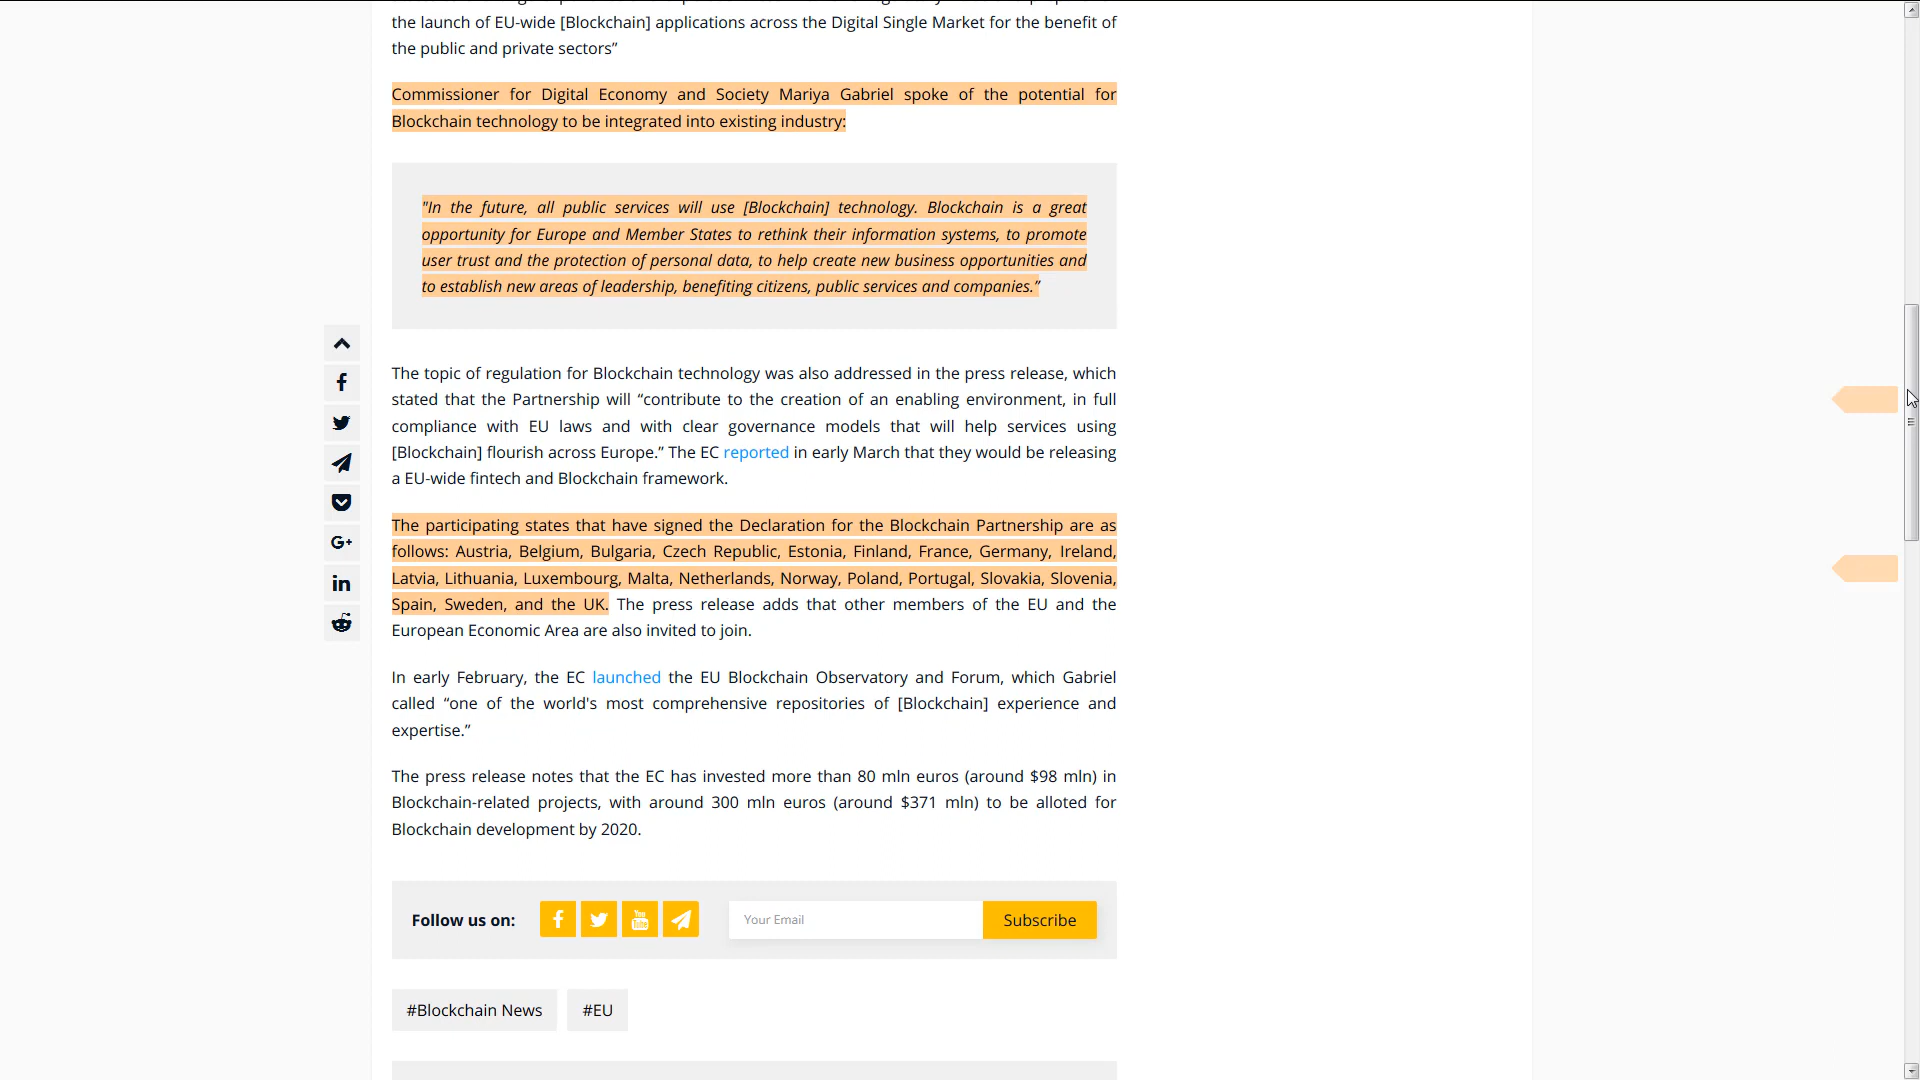 the launch of EU-wide [Blockchain] applications across the Digital Single Market for the benefit of
the public and private sectors”
Commissioner for Digital Economy and Society Mariya Gabriel spoke of the potential for
Blockchain technology to be integrated into existing industry:
"In the future, all public services will use [Blockchain] technology. Blockchain is a great
opportunity for Europe and Member States to rethink their information systems, to promote
user trust and the protection of personal data, to help create new business opportunities and
to establish new areas of leadership, benefiting citizens, public services and companies.”
The topic of regulation for Blockchain technology was also addressed in the press release, which
stated that the Partnership will “contribute to the creation of an enabling environment, in full
compliance with EU laws and with clear governance models that will help services using
[Blockchain] flourish across Europe.” The EC reported in early March that they would be releasing
a EU-wide fintech and Blockchain framework.
The participating states that have signed the Declaration for the Blockchain Partnership are as
follows: Austria, Belgium, Bulgaria, Czech Republic, Estonia, Finland, France, Germany, Ireland,
Latvia, Lithuania, Luxembourg, Malta, Netherlands, Norway, Poland, Portugal, Slovakia, Slovenia,
Spain, Sweden, and the UK. The press release adds that other members of the EU and the
European Economic Area are also invited to join.
In early February, the EC launched the EU Blockchain Observatory and Forum, which Gabriel
called “one of the world's most comprehensive repositories of [Blockchain] experience and
expertise.”
The press release notes that the EC has invested more than 80 mln euros (around $98 mln) in
Blockchain-related projects, with around 300 mln euros (around $371 mln) to be alloted for
Blockchain development by 2020.
Follow us on: You Tube Your Email Subscribe
#Blockchain News #EU